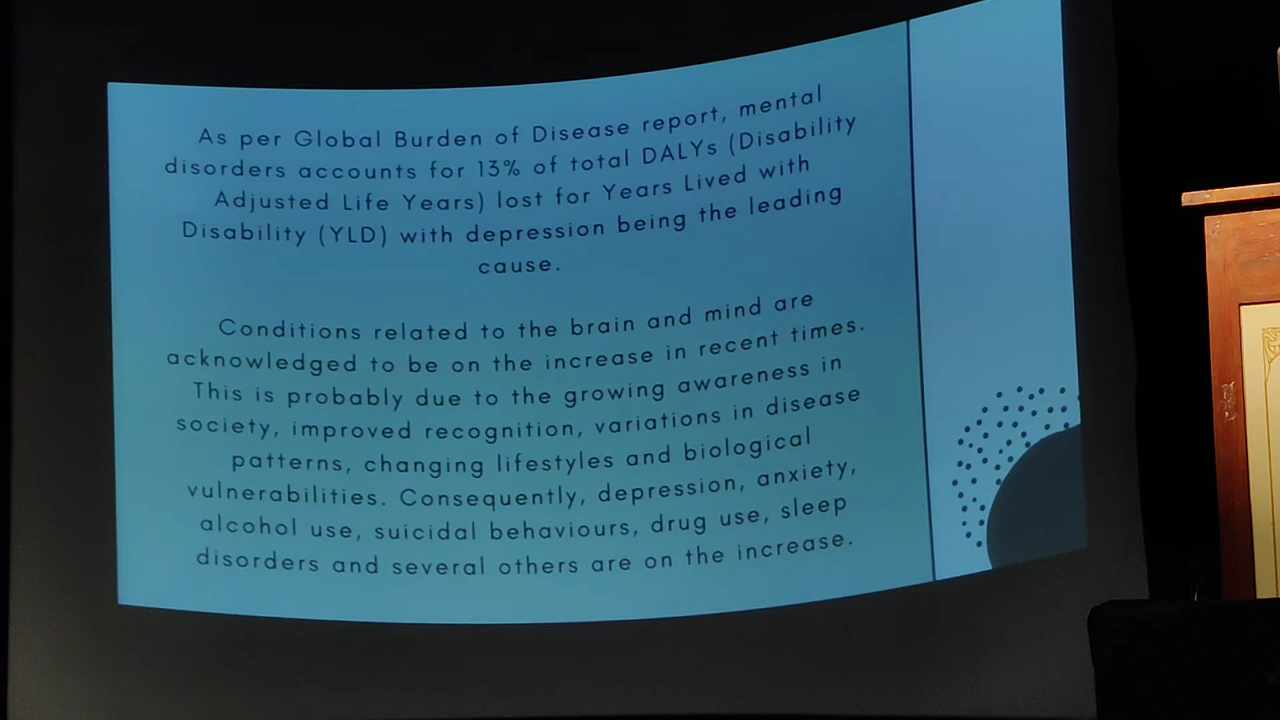 As per Global Burden of Disease report, mental
disorders accounts for 13% of total DALYs (Disability
Adjusted Life Years) lost for Years Lived with
Disability (YLD) with depression being the leading
cause.
Conditions related to the brain and mind are
acknowledged to be on the increase in recent times.
This is probably due to the growing awareness in
society, improved recognition, variations in disease
patterns, changing lifestyles and biological
vulnerabilities. Consequently, depression, anxiety,
alcohol use, suicidal behaviours, drug use, sleep
disorders and several others are on the increase.